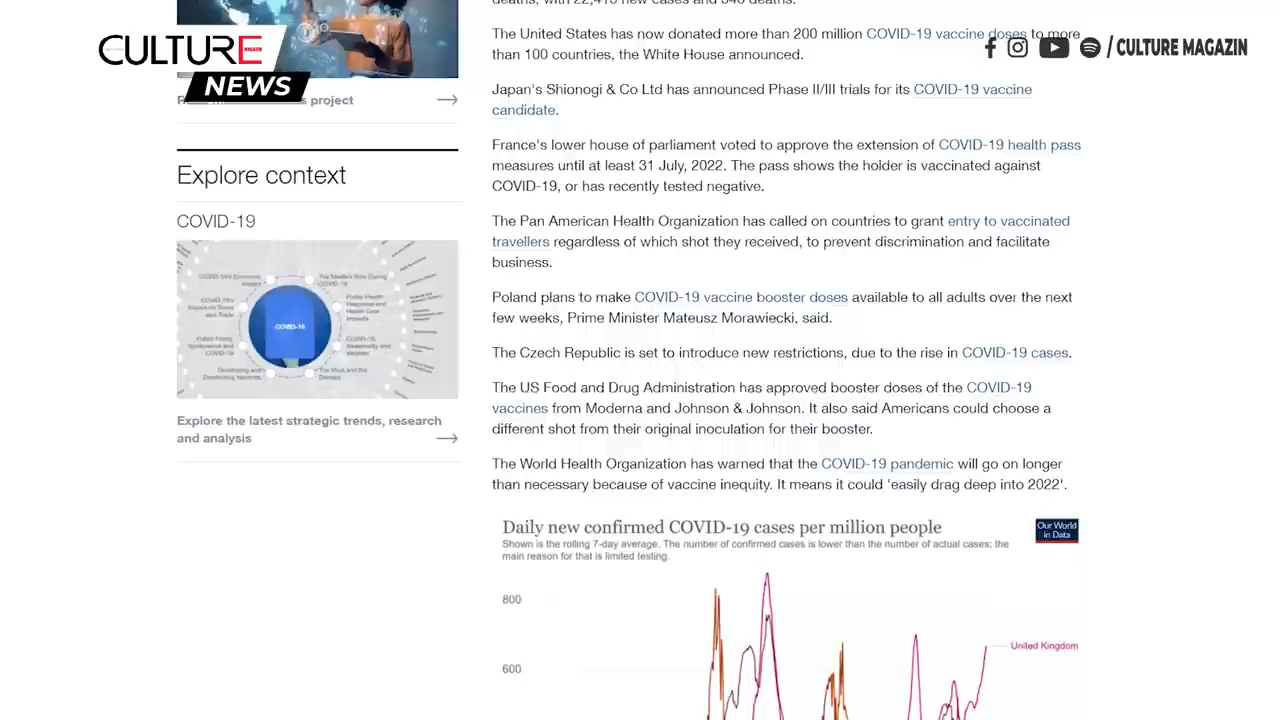 CULTURE
NEWS
/ CULTURE MAGAZIN
project
Explore context
COVID-19
COVID-19
Explore the latest strategic trends, research
and analysis
The United States has now donated more than 200 million COVID-19 vaccine doses to more
than 100 countries, the White House announced.
Japan's Shionogi & Co Ltd has announced Phase II/III trials for its COVID-19 vaccine
candidate.
France's lower house of parliament voted to approve the extension of COVID-19 health pass
measures until at least 31 July, 2022. The pass shows the holder is vaccinated against
COVID-19, or has recently tested negative.
The Pan American Health Organization has called on countries to grant entry to vaccinated
travellers regardless of which shot they received, to prevent discrimination and facilitate
business.
Poland plans to make COVID-19 vaccine booster doses available to all adults over the next
few weeks, Prime Minister Mateusz Morawiecki, said.
The Czech Republic is set to introduce new restrictions, due to the rise in COVID-19 cases.
The US Food and Drug Administration has approved booster doses of the COVID-19
vaccines from Moderna and Johnson & Johnson. It also said Americans could choose a
different shot from their original inoculation for their booster.
The World Health Organization has warned that the COVID-19 pandemic will go on longer
than necessary because of vaccine inequity. It means it could 'easily drag deep into 2022'.
Daily new confirmed COVID-19 cases per million people
Our World
in Data
Shown is the rolling 7-day average. The number of confirmed cases is lower than the number of actual cases; the
main reason for that is limited testing.
800
United Kingdom
600